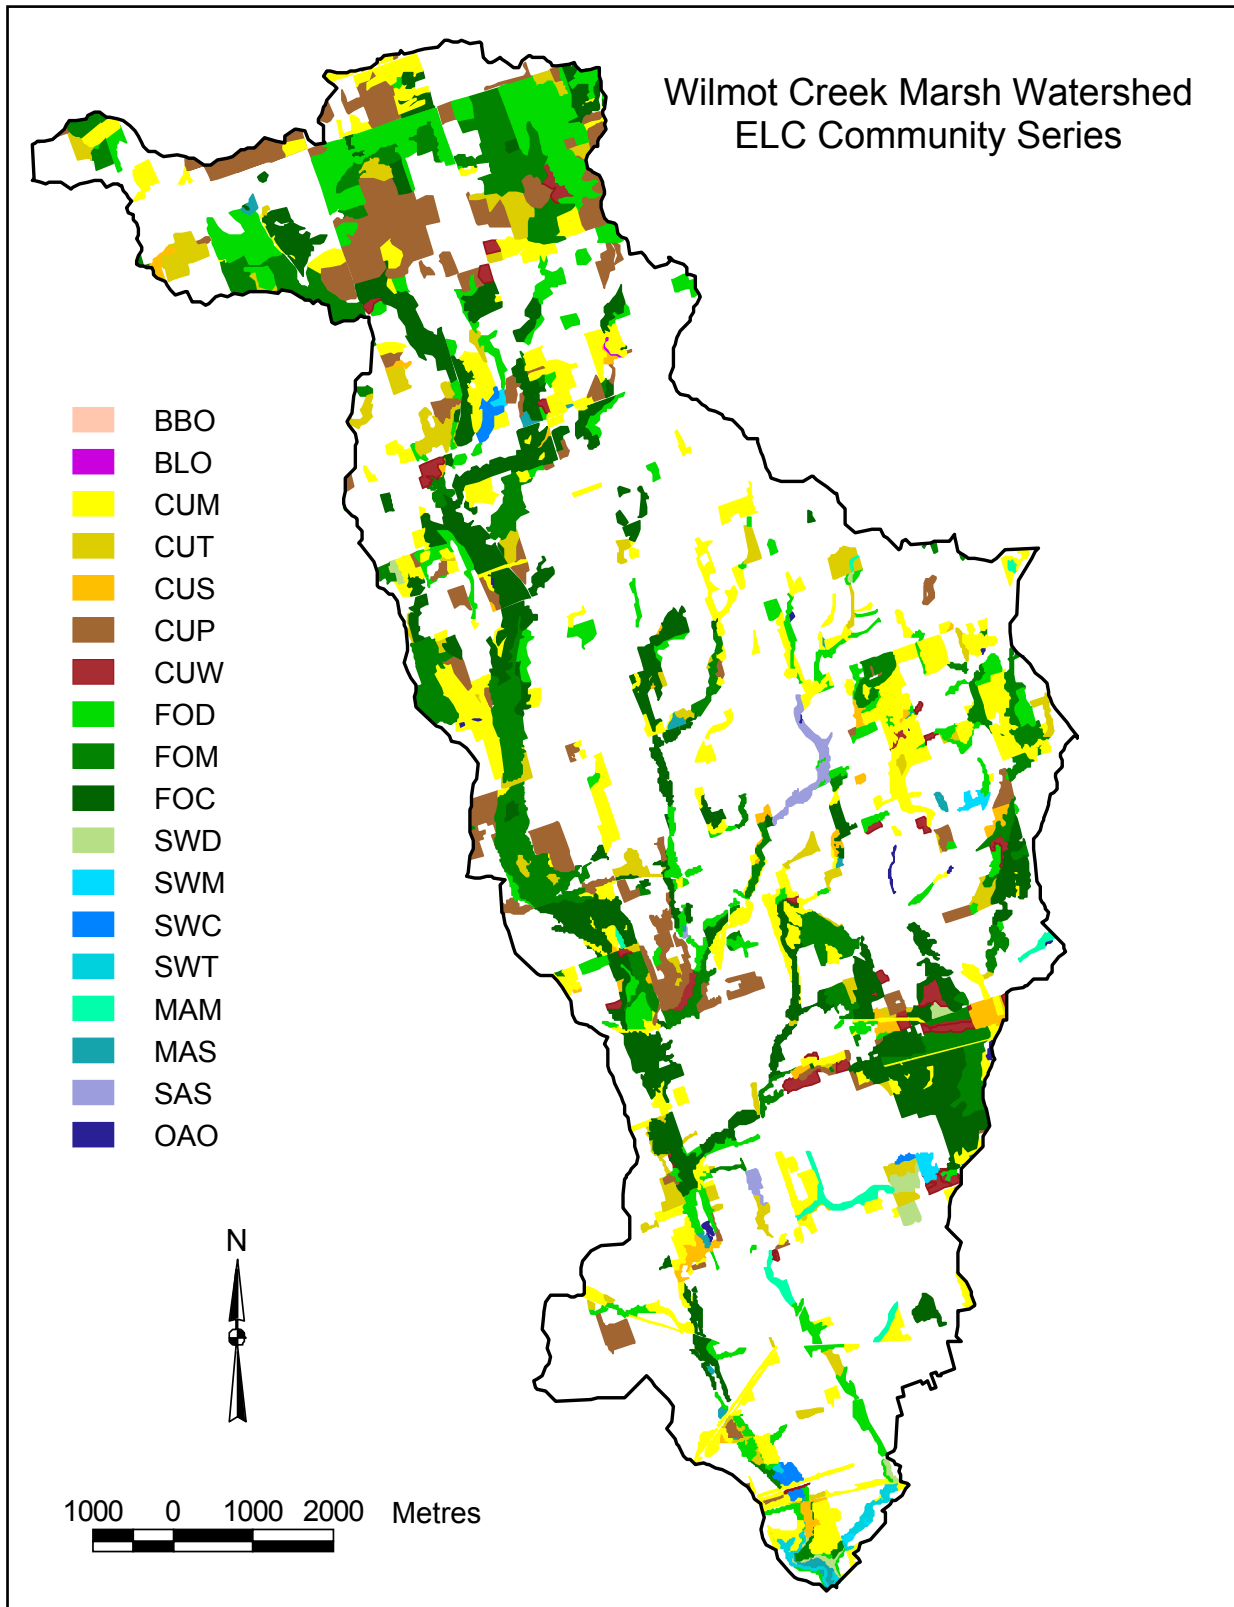 Wilmot Creek Marsh Watershed
ELC Community Series
BBO
BLO
CUM
CUT
CUS
CUP
CUW
FOD
FOM
FOC
SWD
SWM
SWC
SWT
MAM
MAS
SAS
OAO
N
1000 0 1000 2000 Metres